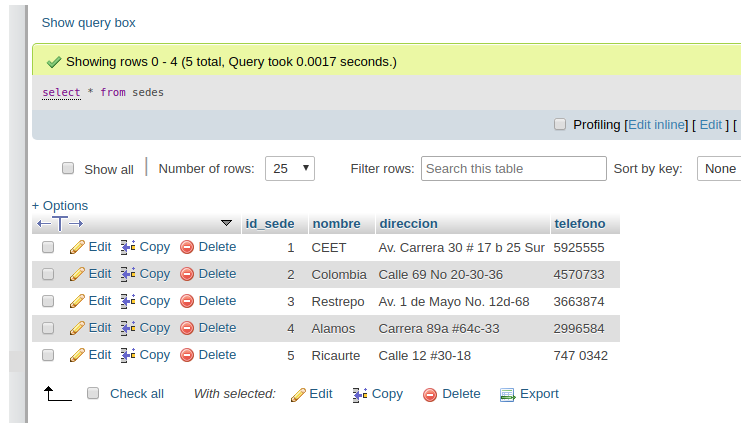 Show query box
Showing rows 0 - 4 (5 total, Query took 0.0017 seconds.)
select * from sedes
Profiling [Edit inline] [ Edit ] [
Show all Number of rows: 25 Filter rows: Search this table Sort by key: None
+ Options
id_sede nombre direccion telefono
Edit Copy Delete 1 CEET Av. Carrera 30 # 17 b 25 Sur 5925555
Edit Copy Delete 2 Colombia Calle 69 No 20-30-36 4570733
Edit Copy Delete 3 Restrepo Av. 1 de Mayo No. 12d-68 3663874
Edit Copy Delete 4 Alamos Carrera 89a #64c-33 2996584
Edit Copy Delete 5 Ricaurte Calle 12 #30-18 747 0342
Check all With selected: Edit Copy Delete Export